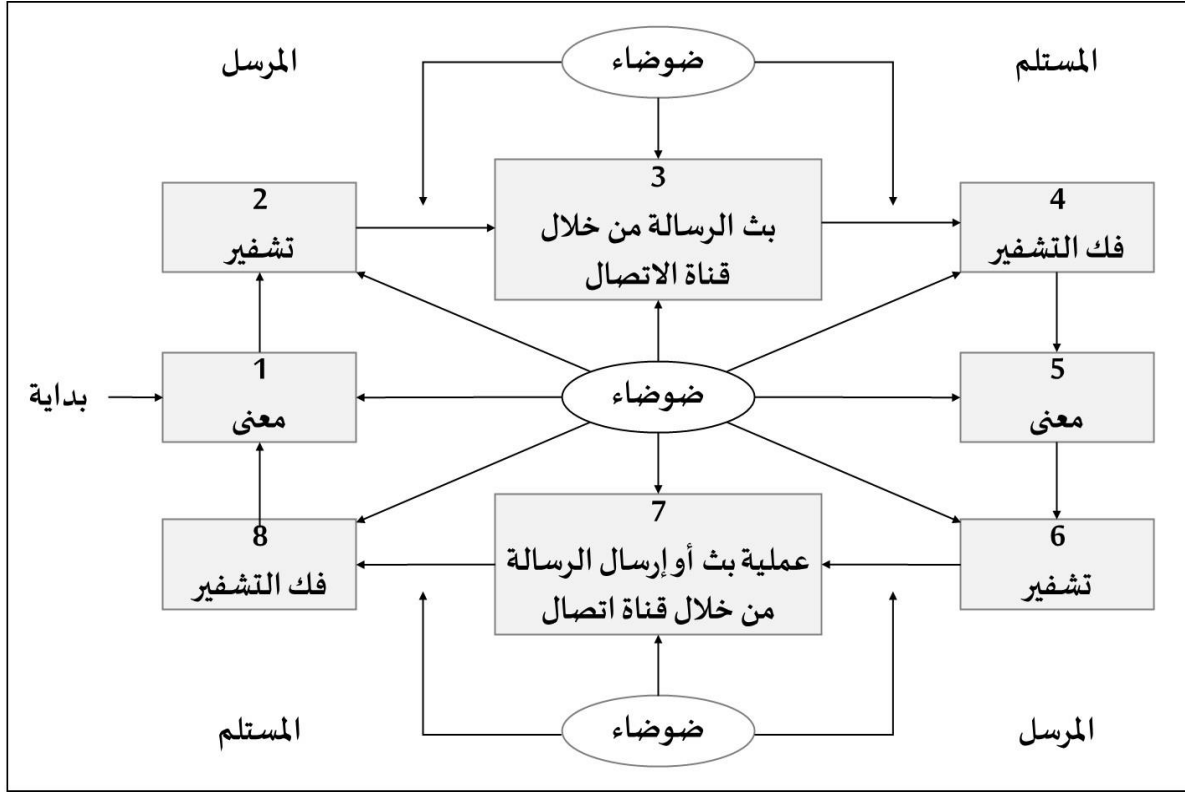 المستلم
ضوضاء
المرسل
4
فك التشفير
3
بث الرسالة من خلال
قناة الاتصال
2
تشفير
5
معنى
ضوضاء
1
معنى
بداية
6
تشفير
7
عملية بث أو إرسال الرسالة
من خلال قناة اتصال
8
فك التشفير
المرسل
ضوضاء
المستلم